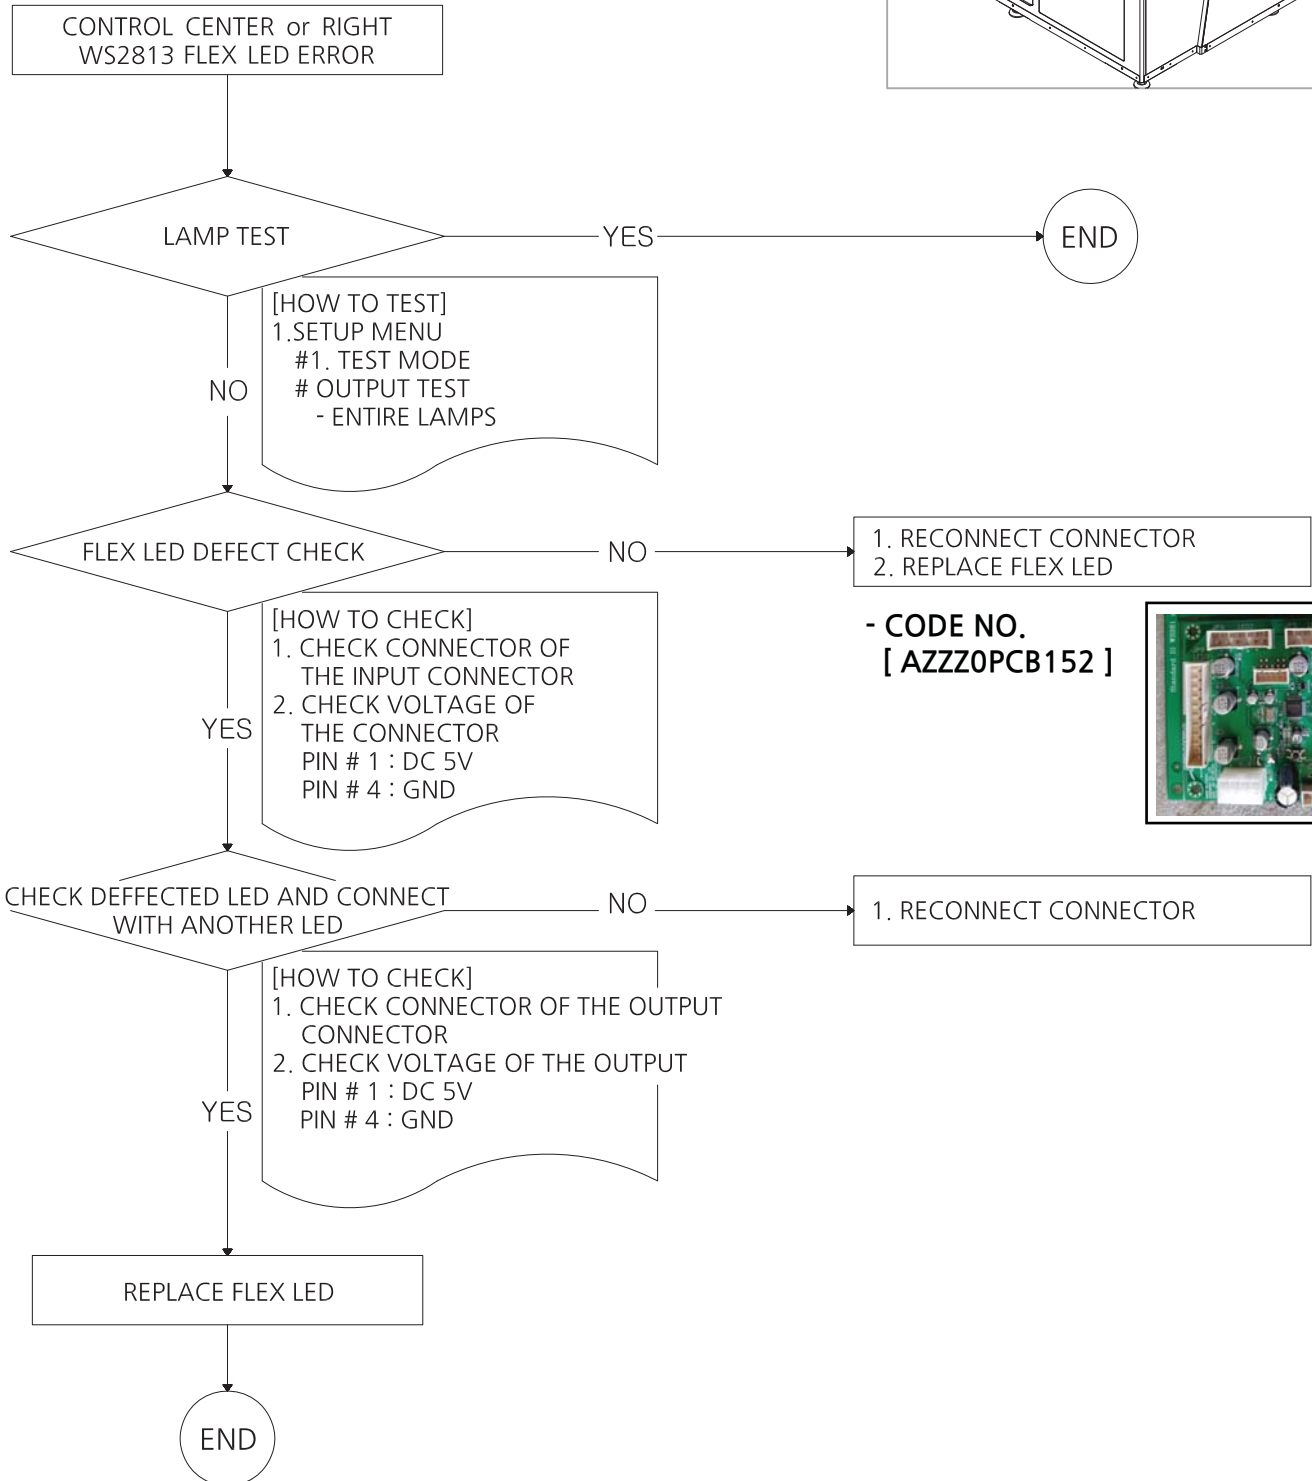 CONTROL CENTER or RIGHT
WS2813 FLEX LED ERROR
LAMP TEST
YES
END
[HOW TO TEST]
1.SETUP MENU
#1. TEST MODE
# OUTPUT TEST
- ENTIRE LAMPS
NO
FLEX LED DEFECT CHECK
NO
1. RECONNECT CONNECTOR
2. REPLACE FLEX LED
[HOW TO CHECK]
1. CHECK CONNECTOR OF
THE INPUT CONNECTOR
2. CHECK VOLTAGE OF
THE CONNECTOR
PIN # 1 : DC 5V
PIN # 4 : GND
YES
- CODE NO.
[ AZZZ0PCB152 ]
CHECK DEFFECTED LED AND CONNECT
WITH ANOTHER LED
NO
1. RECONNECT CONNECTOR
[HOW TO CHECK]
1. CHECK CONNECTOR OF THE OUTPUT
CONNECTOR
2. CHECK VOLTAGE OF THE OUTPUT
PIN # 1 : DC 5V
PIN # 4 : GND
YES
REPLACE FLEX LED
END